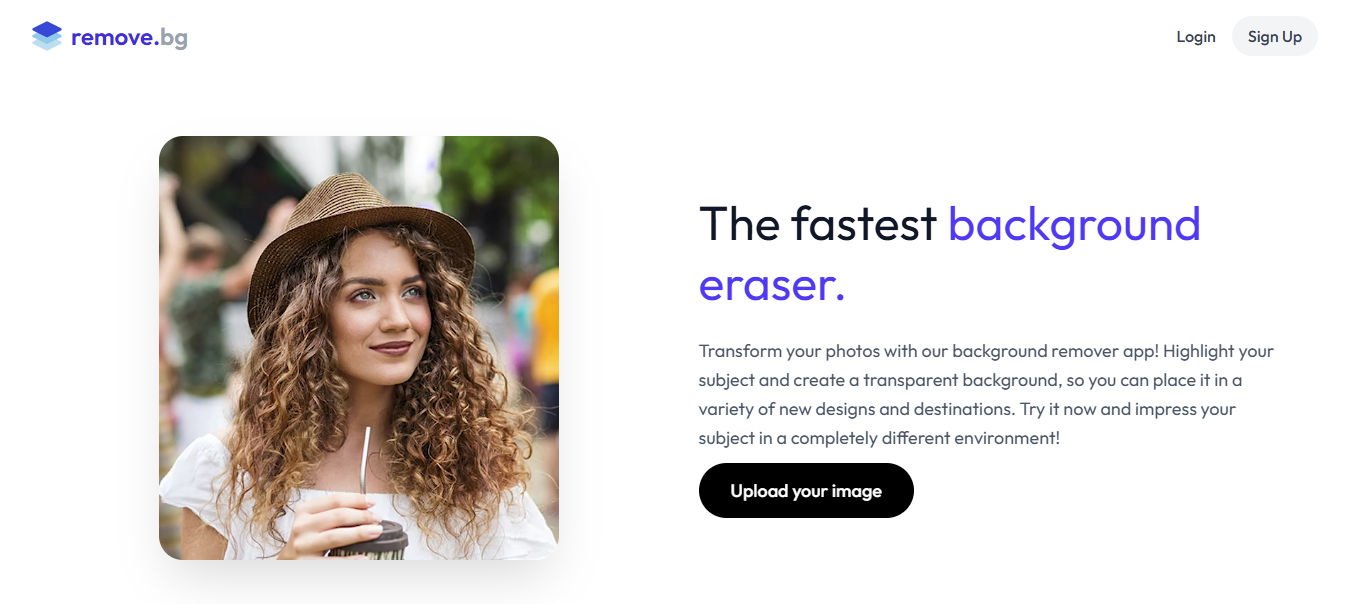 remove.bg
Login
Sign Up
The fastest background
eraser.
Transform your photos with our background remover app! Highlight your
subject and create a transparent background, so you can place it in a
variety of new designs and destinations. Try it now and impress your
subject in a completely different environment!
Upload your image